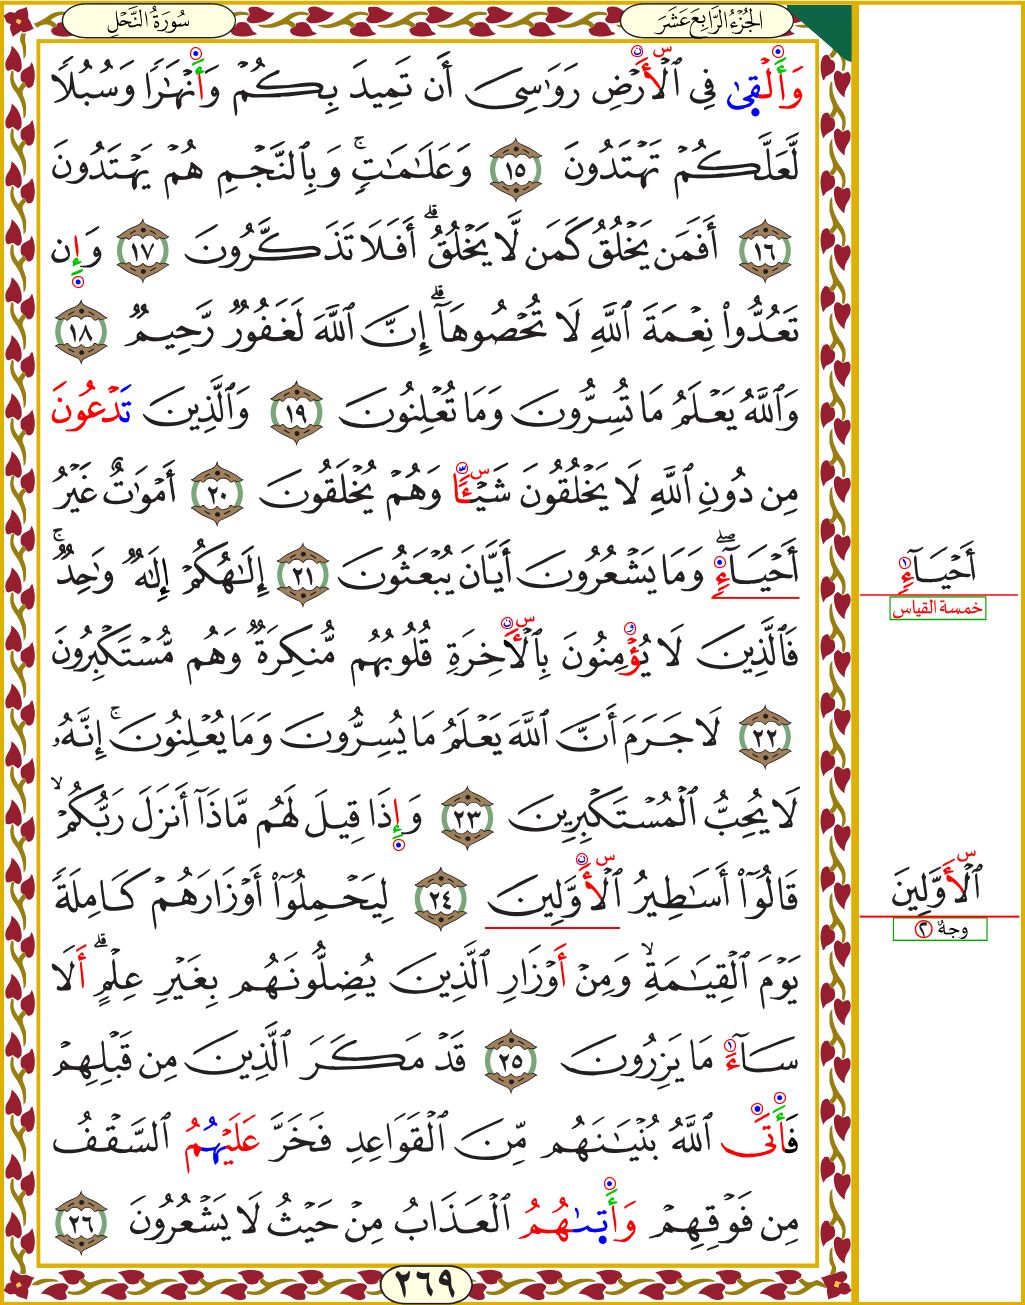 سُورَةُ النَّحْلِ
الجُزْءُ الرَّابِعَ عَشَرَ
وَأَلْقَىٰ فِي ٱلْأَرْضِ رَوَٰسِىَ أَن تَمِيدَ بِكُمْ وَأَنْهَٰرًا وَسُبُلًا
لَّعَلَّكُمْ تَهْتَدُونَ ١٥ وَعَلَٰمَٰتٍۚ وَبِٱلنَّجْمِ هُمْ يَهْتَدُونَ
١٦ أَفَمَن يَخْلُقُ كَمَن لَّا يَخْلُقُۗ أَفَلَا تَذَكَّرُونَ ١٧ وَإِن
تَعُدُّوا۟ نِعْمَةَ ٱللَّهِ لَا تُحْصُوهَآۗ إِنَّ ٱللَّهَ لَغَفُورٌ رَّحِيمٌ ١٨
وَٱللَّهُ يَعْلَمُ مَا تُسِرُّونَ وَمَا تُعْلِنُونَ ١٩ وَٱلَّذِينَ تَدْعُونَ
مِن دُونِ ٱللَّهِ لَا يَخْلُقُونَ شَيْـًٔا وَهُمْ يُخْلَقُونَ ٢٠ أَمْوَٰتٌ غَيْرُ
أَحْيَآءٍۖ وَمَا يَشْعُرُونَ أَيَّانَ يُبْعَثُونَ ٢١ إِلَٰهُكُمْ إِلَٰهٌ وَٰحِدٌۚ
أَحْيَآءٍ ١
خمسة القياس
فَٱلَّذِينَ لَا يُؤْمِنُونَ بِٱلْأَخِرَةِ قُلُوبُهُم مُّنكِرَةٌ وَهُم مُّسْتَكْبِرُونَ
٢٢ لَا جَرَمَ أَنَّ ٱللَّهَ يَعْلَمُ مَا يُسِرُّونَ وَمَا يُعْلِنُونَۚ إِنَّهُۥ
لَا يُحِبُّ ٱلْمُسْتَكْبِرِينَ ٢٣ وَإِذَا قِيلَ لَهُم مَّاذَآ أَنزَلَ رَبُّكُمْۙ
قَالُوٓا۟ أَسَٰطِيرُ ٱلْأَوَّلِينَ ٢٤ لِيَحْمِلُوٓا۟ أَوْزَارَهُمْ كَامِلَةً
ٱلْأَوَّلِينَ س
وجهٌ ٢
يَوْمَ ٱلْقِيَٰمَةِۙ وَمِنْ أَوْزَارِ ٱلَّذِينَ يُضِلُّونَهُم بِغَيْرِ عِلْمٍۗ أَلَا
سَآءَ مَا يَزِرُونَ ٢٥ قَدْ مَكَرَ ٱلَّذِينَ مِن قَبْلِهِمْ
فَأَتَى ٱللَّهُ بُنْيَٰنَهُم مِّنَ ٱلْقَوَاعِدِ فَخَرَّ عَلَيْهُمُ ٱلسَّقْفُ
مِن فَوْقِهِمْ وَأَتَىٰهُمُ ٱلْعَذَابُ مِنْ حَيْثُ لَا يَشْعُرُونَ ٢٦
٢٦٩